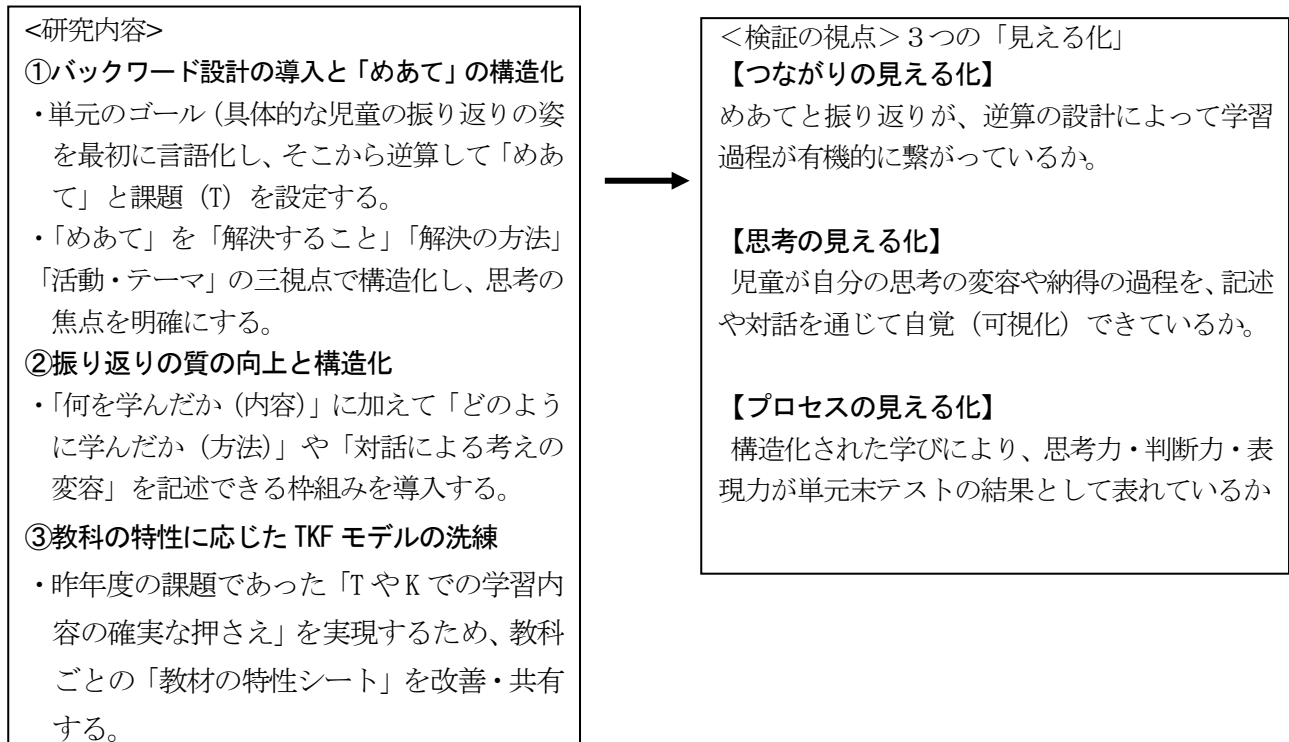 <研究内容>
①バックワード設計の導入と「めあて」の構造化
・単元のゴール（具体的な児童の振り返りの姿
を最初に言語化し、そこから逆算して「めあ
て」と課題（T）を設定する。
・「めあて」を「解決すること」「解決の方法」
「活動・テーマ」の三視点で構造化し、思考の
焦点を明確にする。
②振り返りの質の向上と構造化
・「何を学んだか（内容）」に加えて「どのよう
に学んだか（方法）」や「対話による考えの
変容」を記述できる枠組みを導入する。
③教科の特性に応じた TKF モデルの洗練
・昨年度の課題であった「T や K での学習内
容の確実な押さえ」を実現するため、教科
ごとの「教材の特性シート」を改善・共有
する。
＜検証の視点＞３つの「見える化」
【つながりの見える化】
めあてと振り返りが、逆算の設計によって学習
過程が有機的に繋がっているか。
【思考の見える化】
児童が自分の思考の変容や納得の過程を、記述
や対話を通じて自覚（可視化）できているか。
【プロセスの見える化】
構造化された学びにより、思考力・判断力・表
現力が単元末テストの結果として表れているか